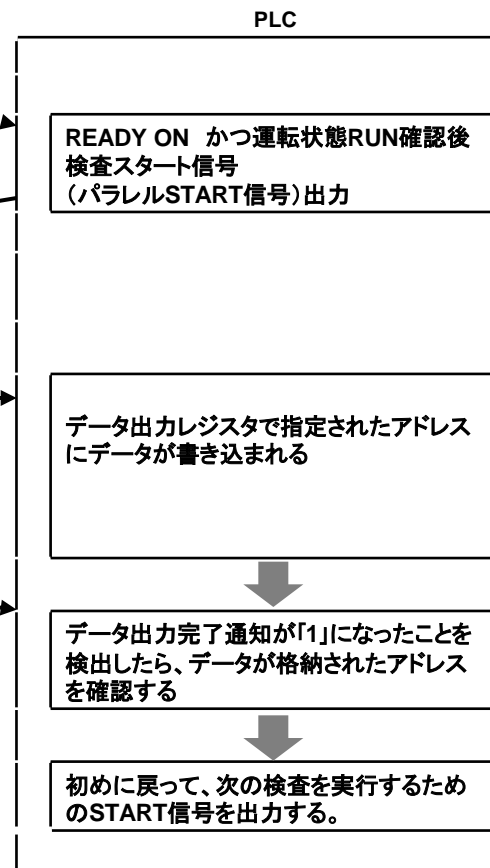 PLC
READY ON かつ運転状態RUN確認後
検査スタート信号
(パラレルSTART信号)出力
データ出力レジスタで指定されたアドレス
にデータが書き込まれる
データ出力完了通知が「1」になったことを
検出したら、データが格納されたアドレス
を確認する
初めに戻って、次の検査を実行するため
のSTART信号を出力する。